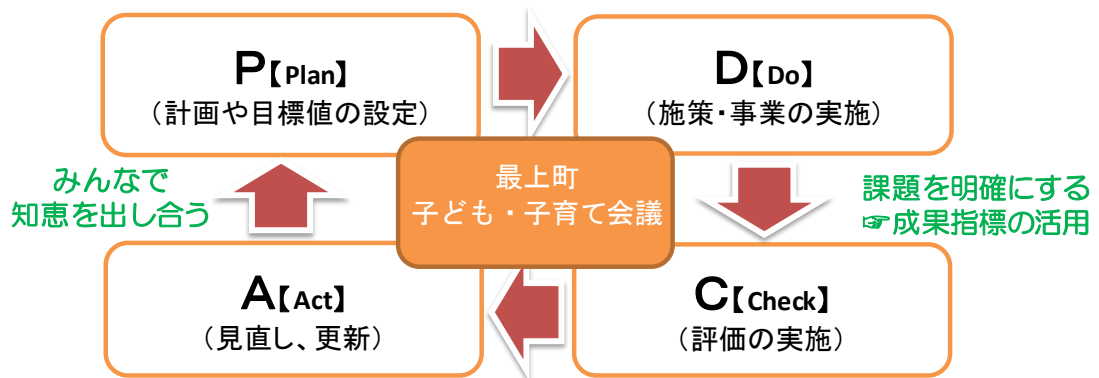 P【Plan】
（計画や目標値の設定）
D【Do】
（施策・事業の実施）
最上町
子ども・子育て会議
みんなで
知恵を出し合う
課題を明確にする
☞成果指標の活用
A【Act】
（見直し、更新）
C【Check】
（評価の実施）